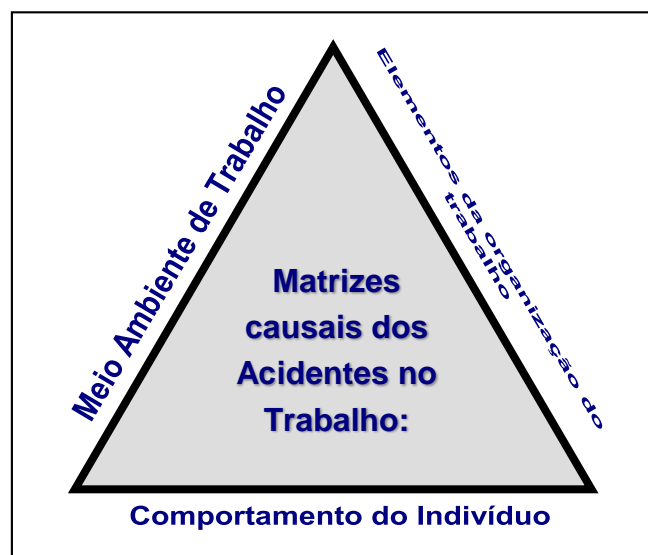 Meio Ambiente de Trabalho
Elementos da organização do
trabalho
Matrizes
causais dos
Acidentes no
Trabalho:
Comportamento do Indivíduo